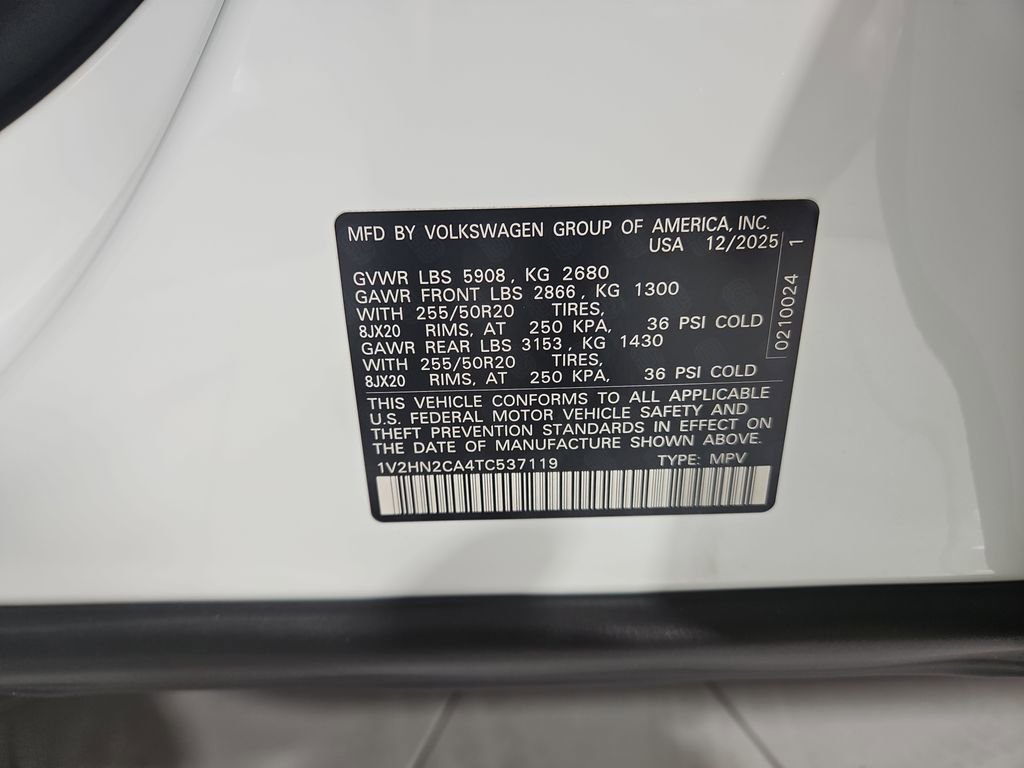 MFD BY VOLKSWAGEN GROUP OF AMERICA, INC.
USA 12/2025
GVWR LBS 5908, KG 2680
GAWR FRONT LBS 2866, KG 1300
WITH 255/50R20 TIRES,
8JX20 RIMS, AT 250 KPA, 36 PSI COLD
GAWR REAR LBS 3153, KG 1430
WITH 255/50R20 TIRES,
8JX20 RIMS, AT 250 KPA, 36 PSI COLD
THIS VEHICLE CONFORMS TO ALL APPLICABLE
U.S. FEDERAL MOTOR VEHICLE SAFETY AND
THEFT PREVENTION STANDARDS IN EFFECT ON
THE DATE OF MANUFACTURE SHOWN ABOVE.
1V2HN2CA4TC537119 TYPE: MPV
0210024 1